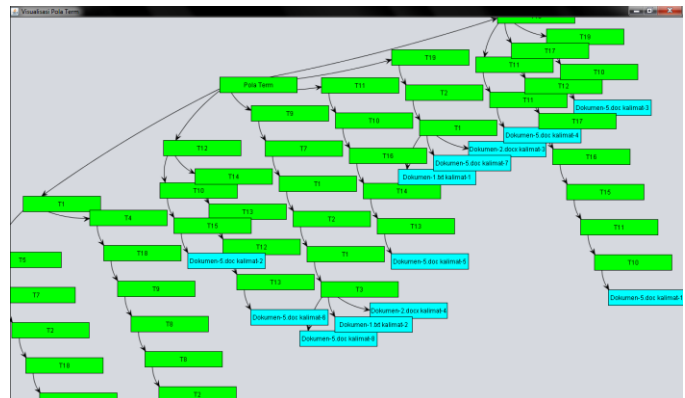 Visualisasi Pola Term
T19
T17
T11
T18
T19
T12
Pola Term
T11
T2
T11
Dokumen-5.doc kalimat-3
T9
T18
T1
T17
Dokumen-5.doc kalimat-4
T12
T7
T16
Dokumen-2.docx kalimat-3
T16
Dokumen-5.doc kalimat-7
T14
T1
Dokumen-1.txt kalimat-1
T10
T14
T15
T1
T4
T13
T2
T15
T13
T11
T10
T12
T1
T5
Dokumen-5.doc kalimat-2
Dokumen-5.doc kalimat-5
T10
T9
T13
T3
T7
Dokumen-5.doc kalimat-1
Dokumen-2.docx kalimat-4
Dokumen-5.doc kalimat-6
T8
Dokumen-1.txt kalimat-2
T2
Dokumen-5.doc kalimat-8
T9
T18
T2